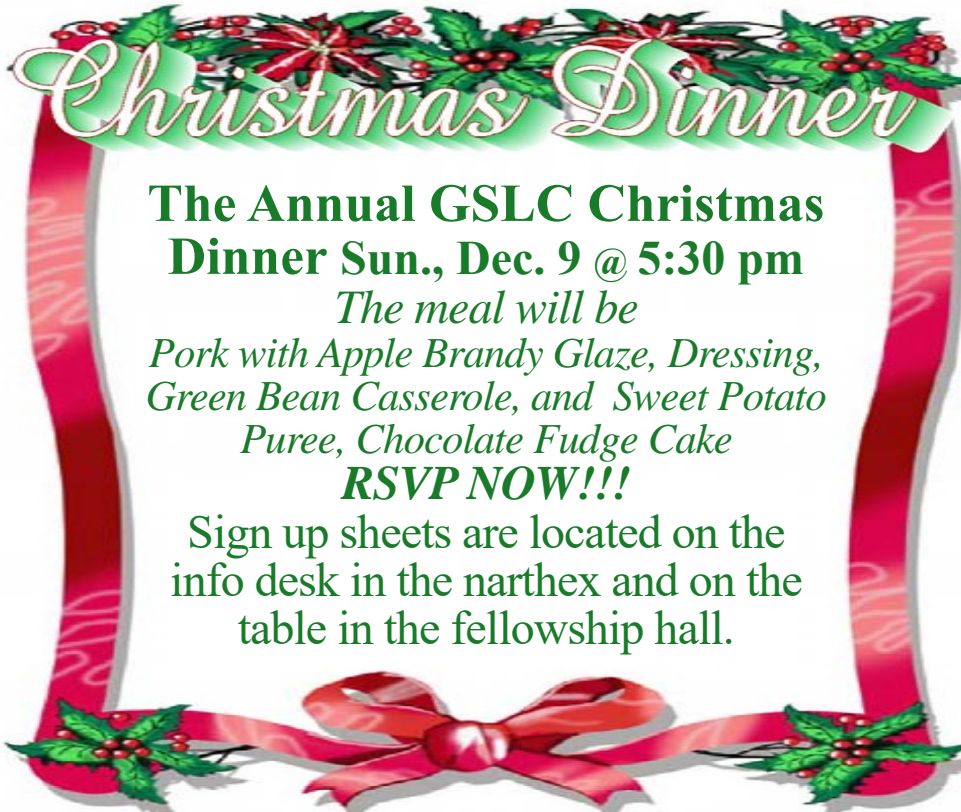 Christmas Dinner
The Annual GSLC Christmas
Dinner Sun., Dec. 9 @ 5:30 pm
The meal will be
Pork with Apple Brandy Glaze, Dressing,
Green Bean Casserole, and Sweet Potato
Puree, Chocolate Fudge Cake
RSVP NOW!!!
Sign up sheets are located on the
info desk in the narthex and on the
table in the fellowship hall.